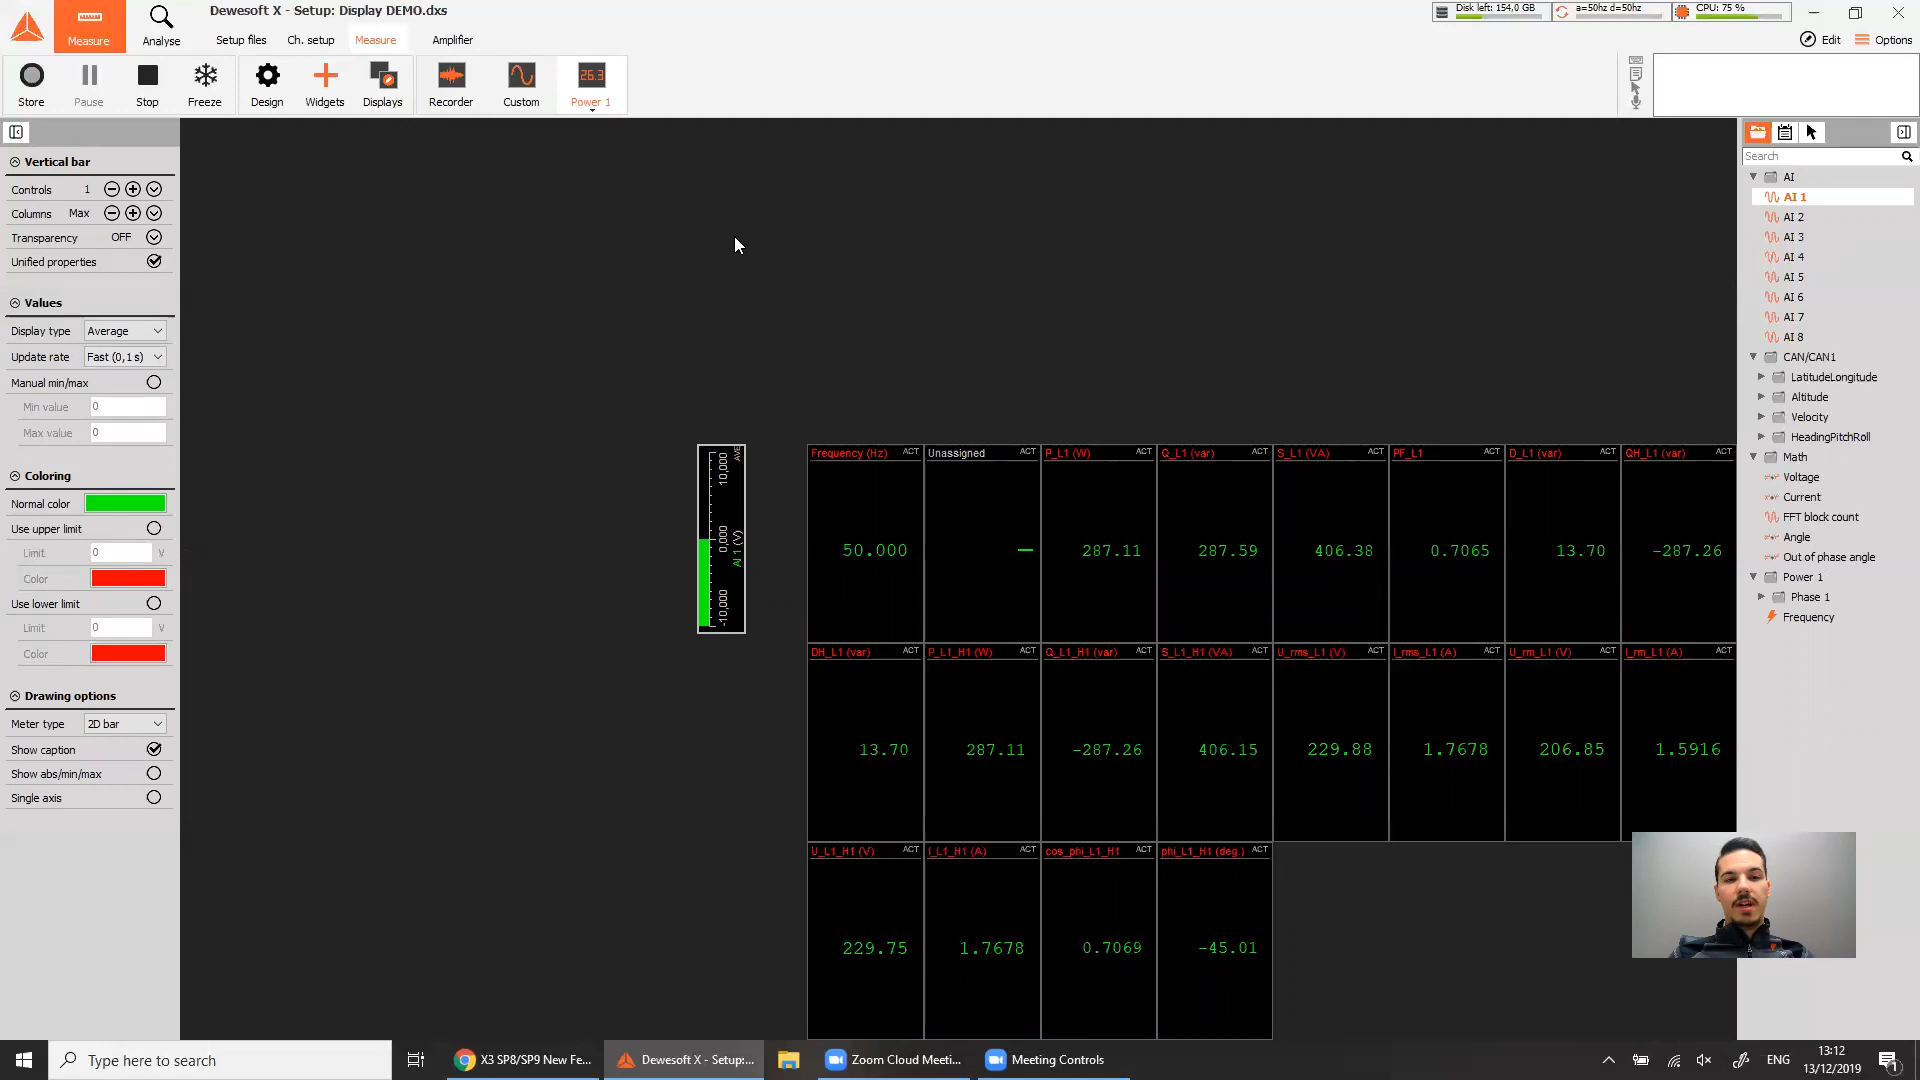 Dewesoft X - Setup: Display DEMO.dxs
Disk left: 154,0 GB
a=50hz d=50hz
CPU: 75 %
Measure
Analyse
Setup files
Ch. setup
Measure
Amplifier
Edit
Options
Store
Pause
Stop
Freeze
Design
Widgets
Displays
Recorder
Custom
26.3
Power 1
Vertical bar
Controls 1
Columns Max
Transparency OFF
Unified properties
Values
Display type Average
Update rate Fast (0,1 s)
Manual min/max
Min value 0
Max value 0
Coloring
Normal color
Use upper limit
Limit 0 V
Color
Use lower limit
Limit 0 V
Color
Drawing options
Meter type 2D bar
Show caption
Show abs/min/max
Single axis
10,000
0,000
-10,000
AI 1 (V)
AVE
Frequency (Hz) ACT
50.000
Unassigned ACT
—
P_L1 (W) ACT
287.11
Q_L1 (var) ACT
287.59
S_L1 (VA) ACT
406.38
PF_L1 ACT
0.7065
D_L1 (var) ACT
13.70
QH_L1 (var) ACT
-287.26
DH_L1 (var) ACT
13.70
P_L1_H1 (W) ACT
287.11
Q_L1_H1 (var) ACT
-287.26
S_L1_H1 (VA) ACT
406.15
U_rms_L1 (V) ACT
229.88
I_rms_L1 (A) ACT
1.7678
U_rm_L1 (V) ACT
206.85
I_rm_L1 (A) ACT
1.5916
U_L1_H1 (V) ACT
229.75
I_L1_H1 (A) ACT
1.7678
cos_phi_L1_H1 ACT
0.7069
phi_L1_H1 (deg.) ACT
-45.01
Search
AI
AI 1
AI 2
AI 3
AI 4
AI 5
AI 6
AI 7
AI 8
CAN/CAN1
LatitudeLongitude
Altitude
Velocity
HeadingPitchRoll
Math
Voltage
Current
FFT block count
Angle
Out of phase angle
Power 1
Phase 1
Frequency
Type here to search
X3 SP8/SP9 New Fe...
Dewesoft X - Setup:...
Zoom Cloud Meeti...
Meeting Controls
ENG
13:12
13/12/2019
1